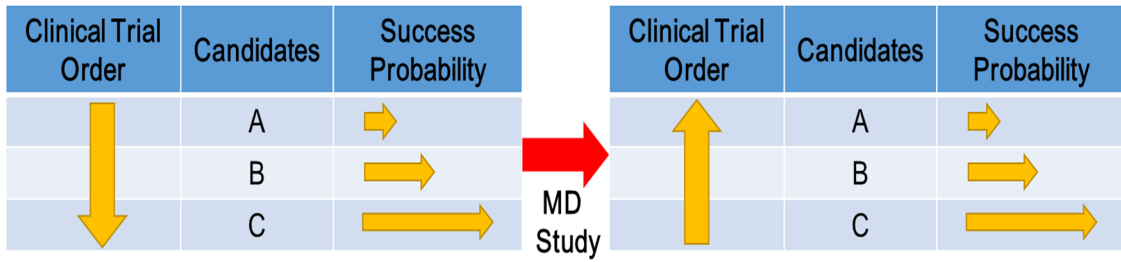 Clinical Trial
Order
Candidates
Success
Probability
A
B
C
MD
Study
Clinical Trial
Order
Candidates
Success
Probability
A
B
C